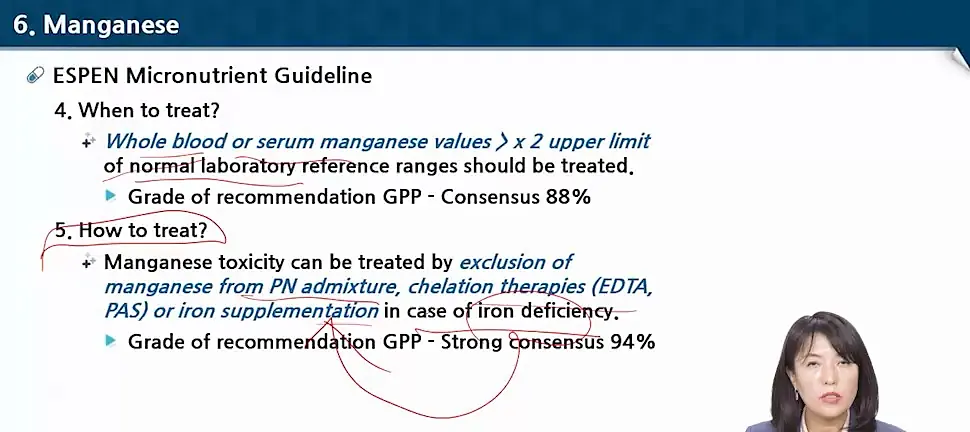 6. Manganese
ESPEN Micronutrient Guideline
4. When to treat?
Whole blood or serum manganese values > x 2 upper limit
of normal laboratory reference ranges should be treated.
Grade of recommendation GPP - Consensus 88%
5. How to treat?
Manganese toxicity can be treated by exclusion of
manganese from PN admixture, chelation therapies (EDTA,
PAS) or iron supplementation in case of iron deficiency.
Grade of recommendation GPP - Strong consensus 94%